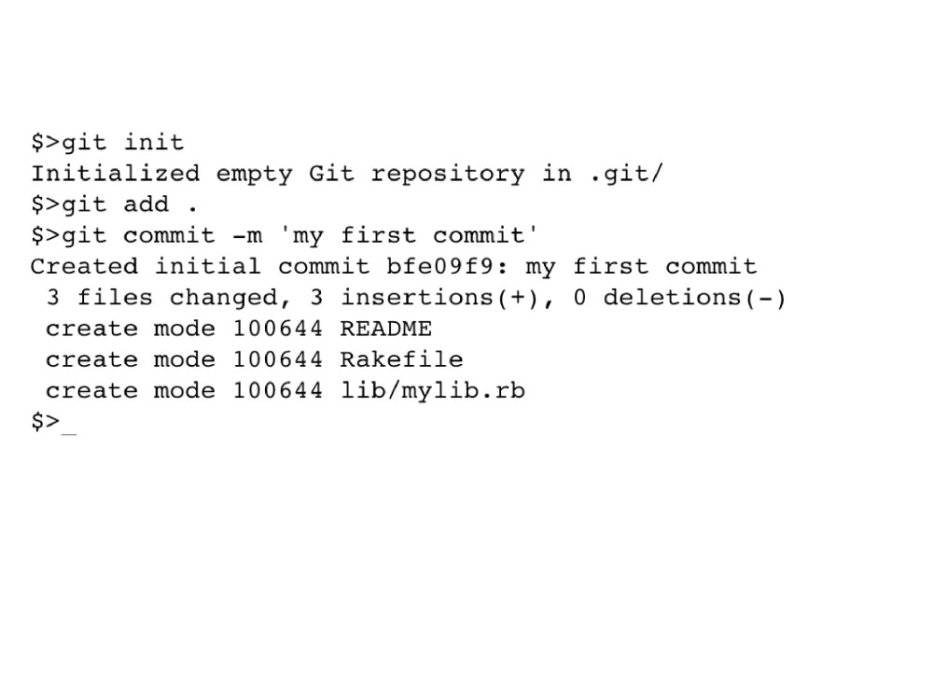 $>git init
Initialized empty Git repository in .git/
$>git add .
$>git commit -m 'my first commit'
Created initial commit bfe09f9: my first commit
 3 files changed, 3 insertions(+), 0 deletions(-)
 create mode 100644 README
 create mode 100644 Rakefile
 create mode 100644 lib/mylib.rb
$>_